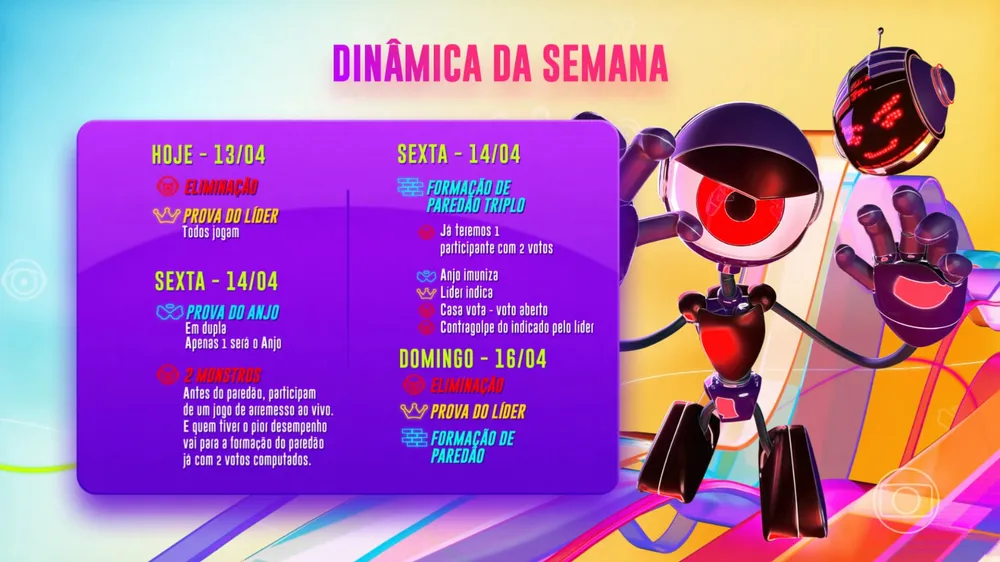 DINÂMICA DA SEMANA
HOJE - 13/04
ELIMINAÇÃO
PROVA DO LÍDER
Todos jogam
SEXTA - 14/04
PROVA DO ANJO
Em dupla
Apenas 1 será o Anjo
2 MONSTROS
Antes do paredão, participam
de um jogo de arremesso ao vivo.
E quem tiver o pior desempenho
vai para a formação do paredão
já com 2 votos computados.
SEXTA - 14/04
FORMAÇÃO DE
PAREDÃO TRIPLO
Já teremos 1
participante com 2 votos
Anjo imuniza
Líder indica
Casa vota - voto aberto
Contragolpe do indicado pelo líder
DOMINGO - 16/04
ELIMINAÇÃO
PROVA DO LÍDER
FORMAÇÃO DE
PAREDÃO